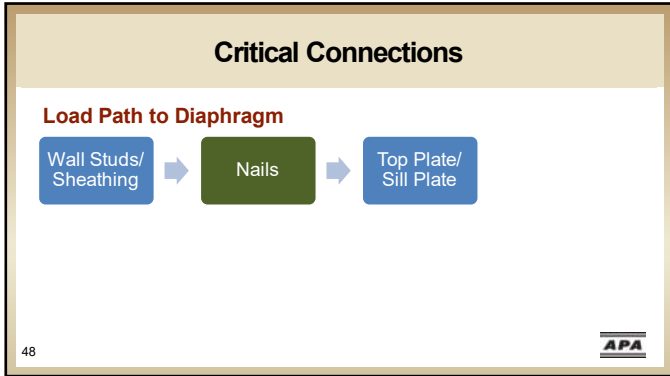 Critical Connections
Load Path to Diaphragm
Wall Studs/
Sheathing
Nails
Top Plate/
Sill Plate
48
APA